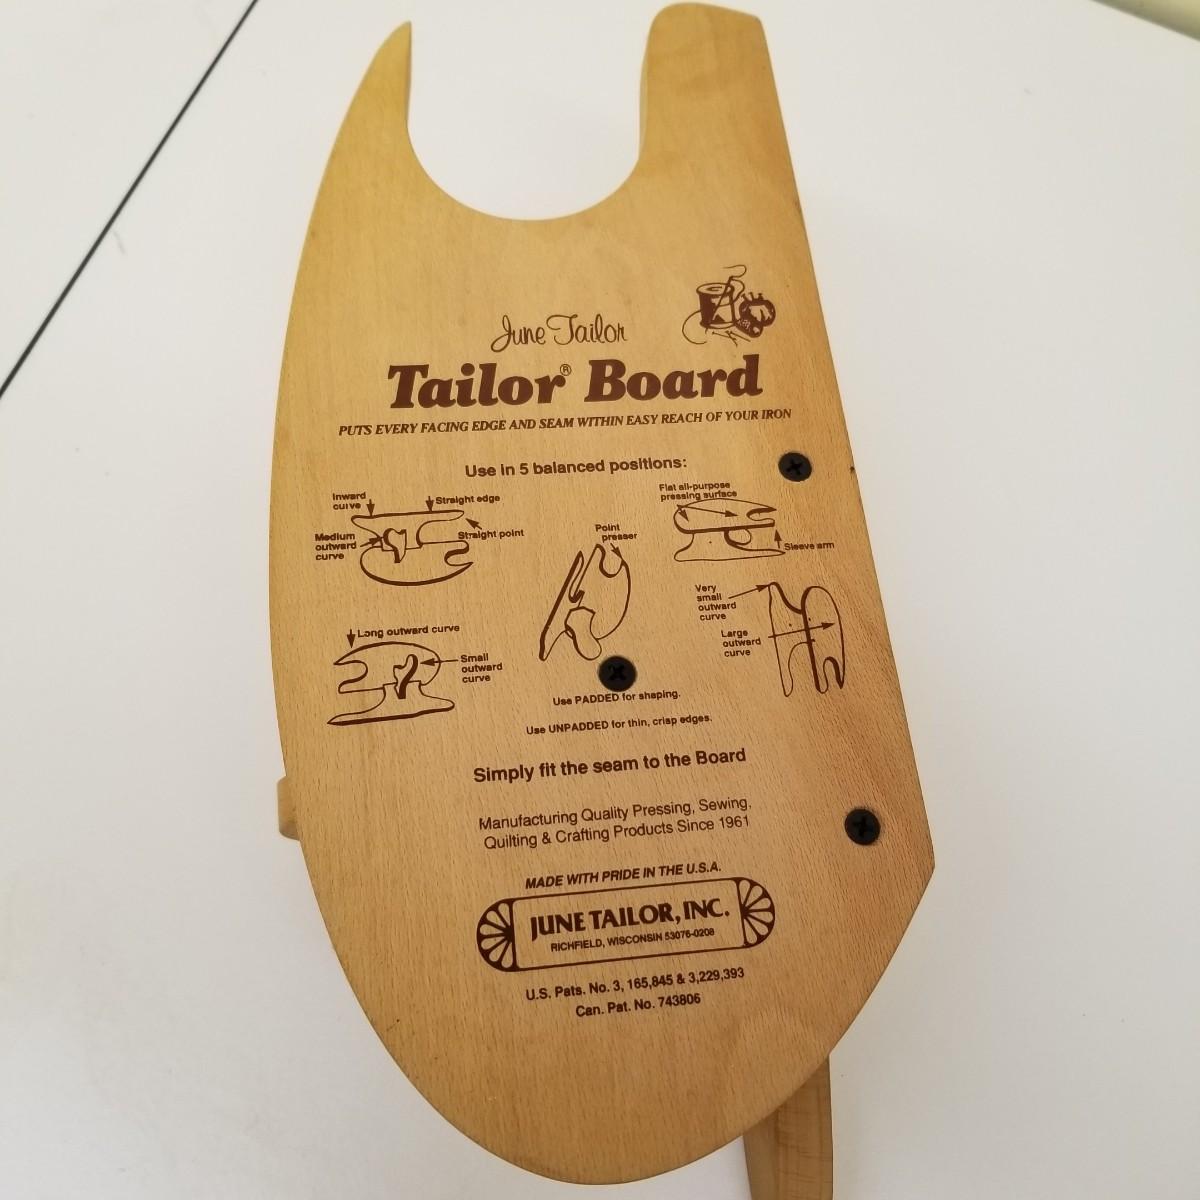 June Tailor
Tailor® Board
PUTS EVERY FACING EDGE AND SEAM WITHIN EASY REACH OF YOUR IRON
Use in 5 balanced positions:
Inward
curve
Straight edge
Medium
outward
curve
Straight point
Point
presser
Flat all-purpose
pressing surface
Sleeve arm
Long outward curve
Small
outward
curve
Very
small
outward
curve
Large
outward
curve
Use PADDED for shaping.
Use UNPADDED for thin, crisp edges.
Simply fit the seam to the Board
Manufacturing Quality Pressing, Sewing,
Quilting & Crafting Products Since 1961
MADE WITH PRIDE IN THE U.S.A.
JUNE TAILOR, INC.
RICHFIELD, WISCONSIN 53076-0208
U.S. Pats. No. 3, 165,845 & 3,229,393
Can. Pat. No. 743806